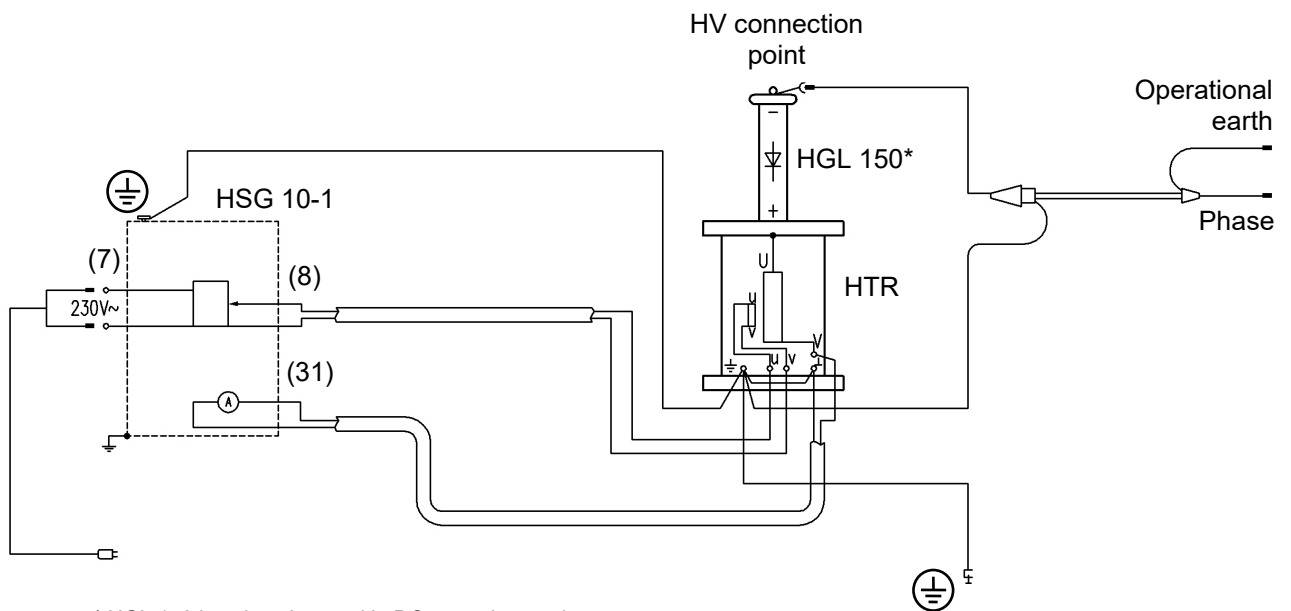 HV connection
point
Operational
earth
HGL 150*
HSG 10-1
Phase
(7)
(8)
230V~
HTR
U
u
v
V
u v
(31)
A